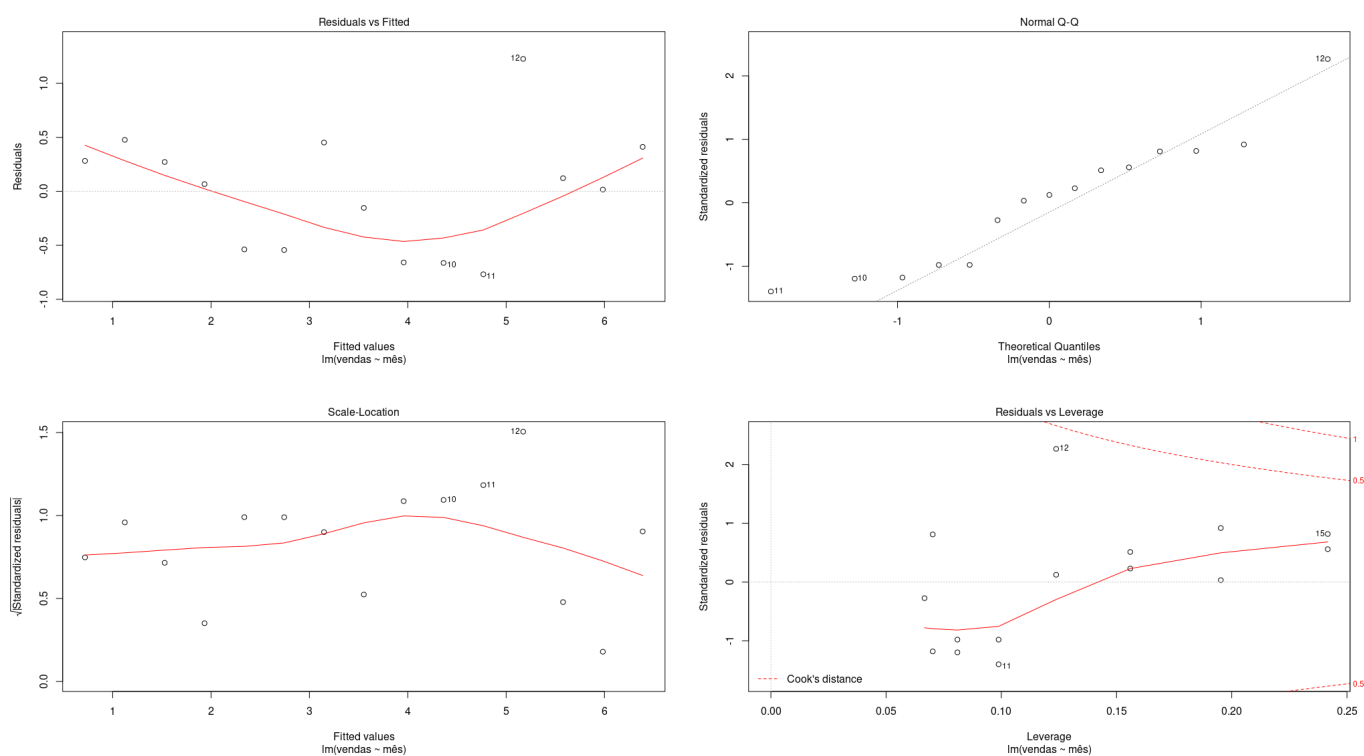 Residuals vs Fitted
Residuals
1.0
0.5
0.0
-0.5
-1.0
12
10
11
1 2 3 4 5 6
Fitted values
lm(vendas ~ mês)
Normal Q-Q
Standardized residuals
2
1
0
-1
12
10
11
-1 0 1
Theoretical Quantiles
lm(vendas ~ mês)
Scale-Location
√|Standardized residuals|
1.5
1.0
0.5
0.0
12
10
11
1 2 3 4 5 6
Fitted values
lm(vendas ~ mês)
Residuals vs Leverage
Standardized residuals
2
1
0
-1
12
15
11
1
0.5
0.5
Cook's distance
0.00 0.05 0.10 0.15 0.20 0.25
Leverage
lm(vendas ~ mês)